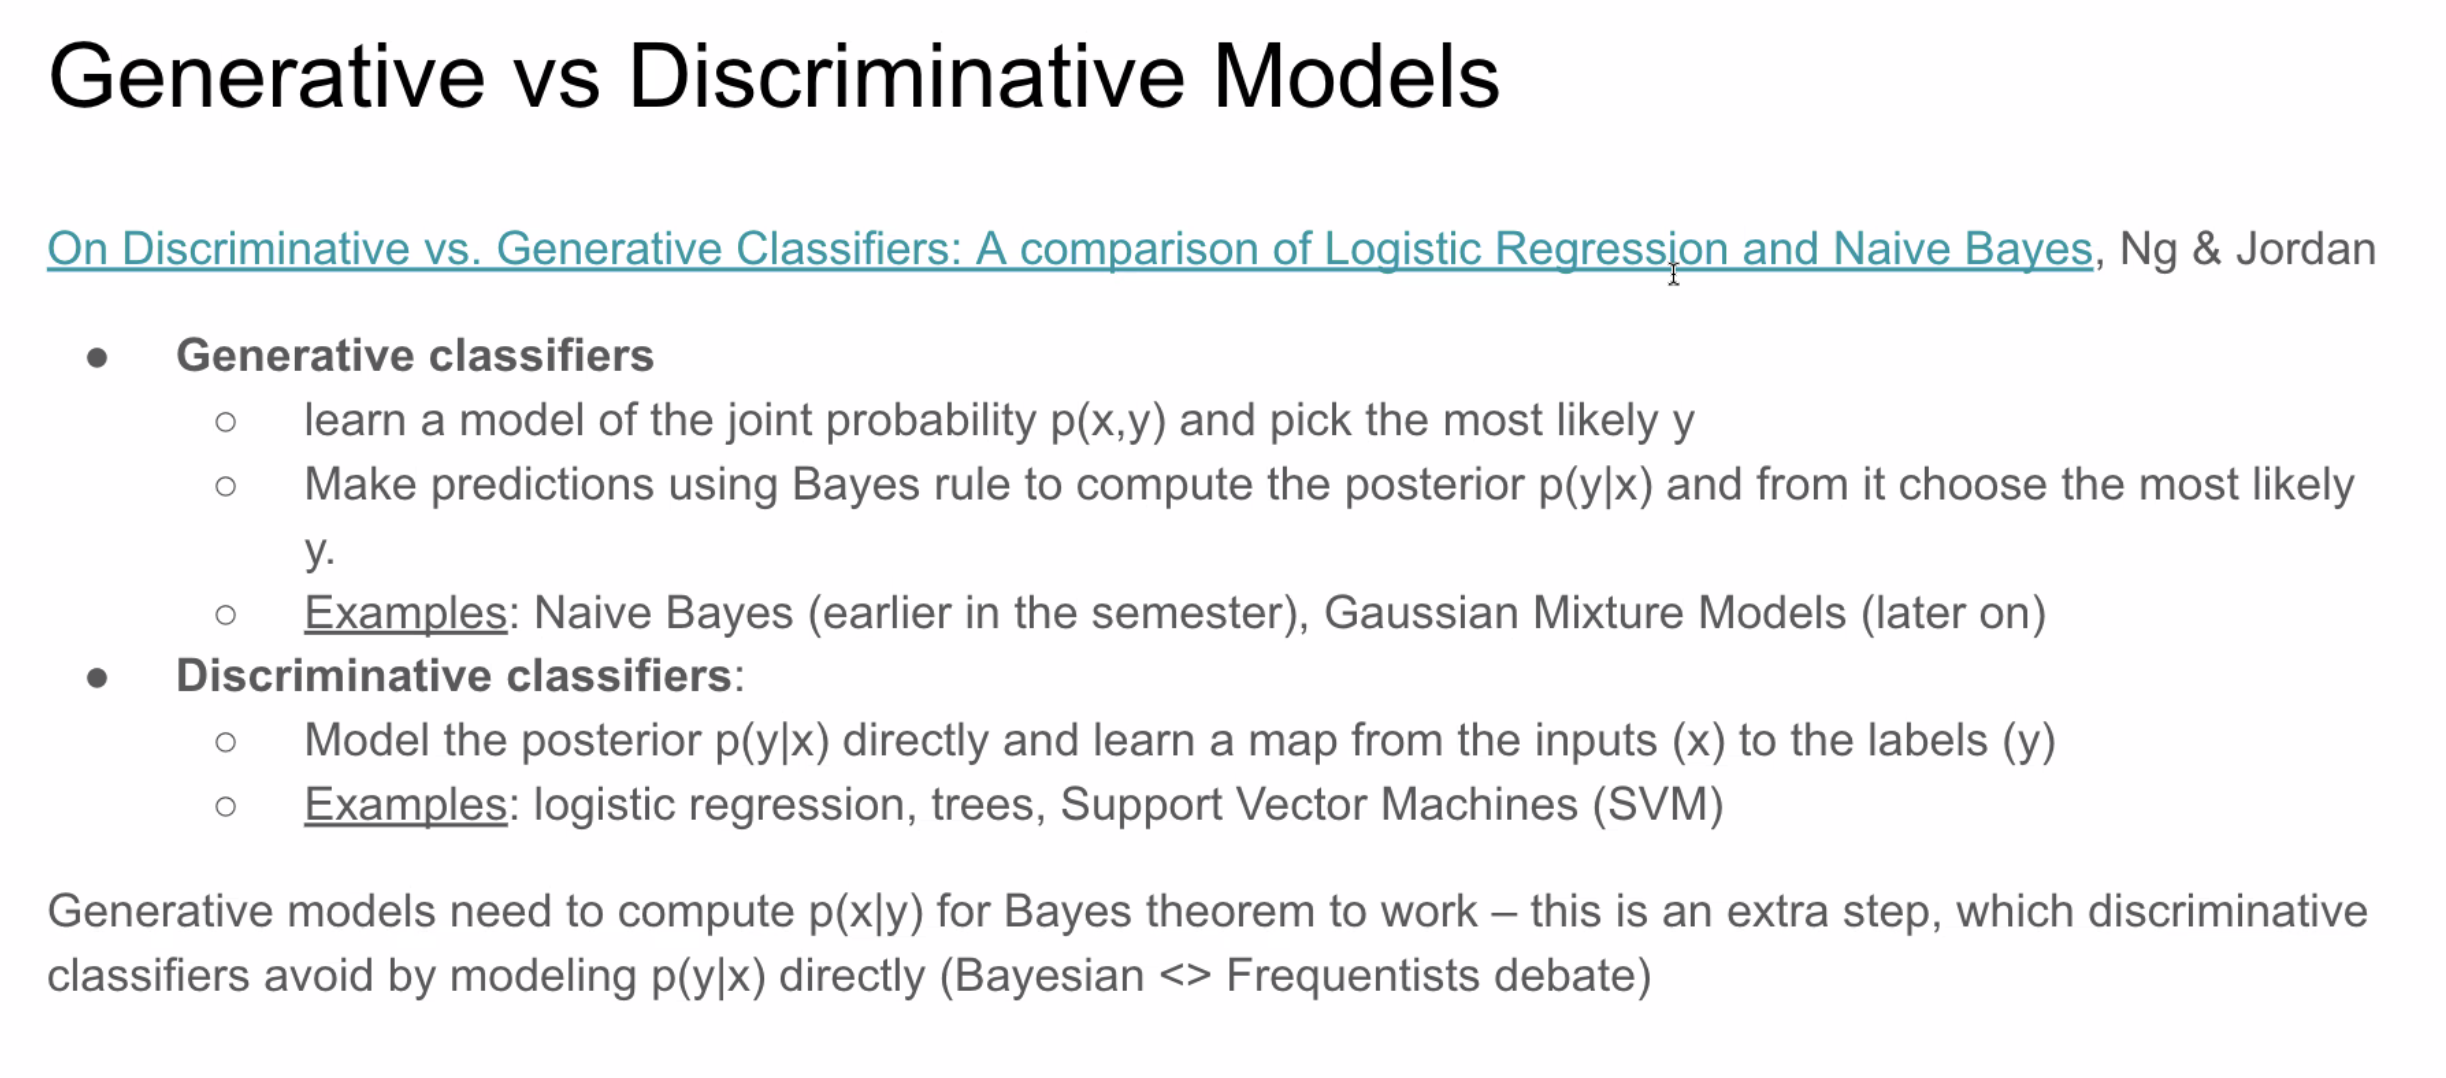 Generative vs Discriminative Models
On Discriminative vs. Generative Classifiers: A comparison of Logistic Regression and Naive Bayes, Ng & Jordan
● Generative classifiers
○ learn a model of the joint probability p(x,y) and pick the most likely y
○ Make predictions using Bayes rule to compute the posterior p(y|x) and from it choose the most likely
y.
○ Examples: Naive Bayes (earlier in the semester), Gaussian Mixture Models (later on)
● Discriminative classifiers:
○ Model the posterior p(y|x) directly and learn a map from the inputs (x) to the labels (y)
○ Examples: logistic regression, trees, Support Vector Machines (SVM)
Generative models need to compute p(x|y) for Bayes theorem to work – this is an extra step, which discriminative
classifiers avoid by modeling p(y|x) directly (Bayesian <> Frequentists debate)